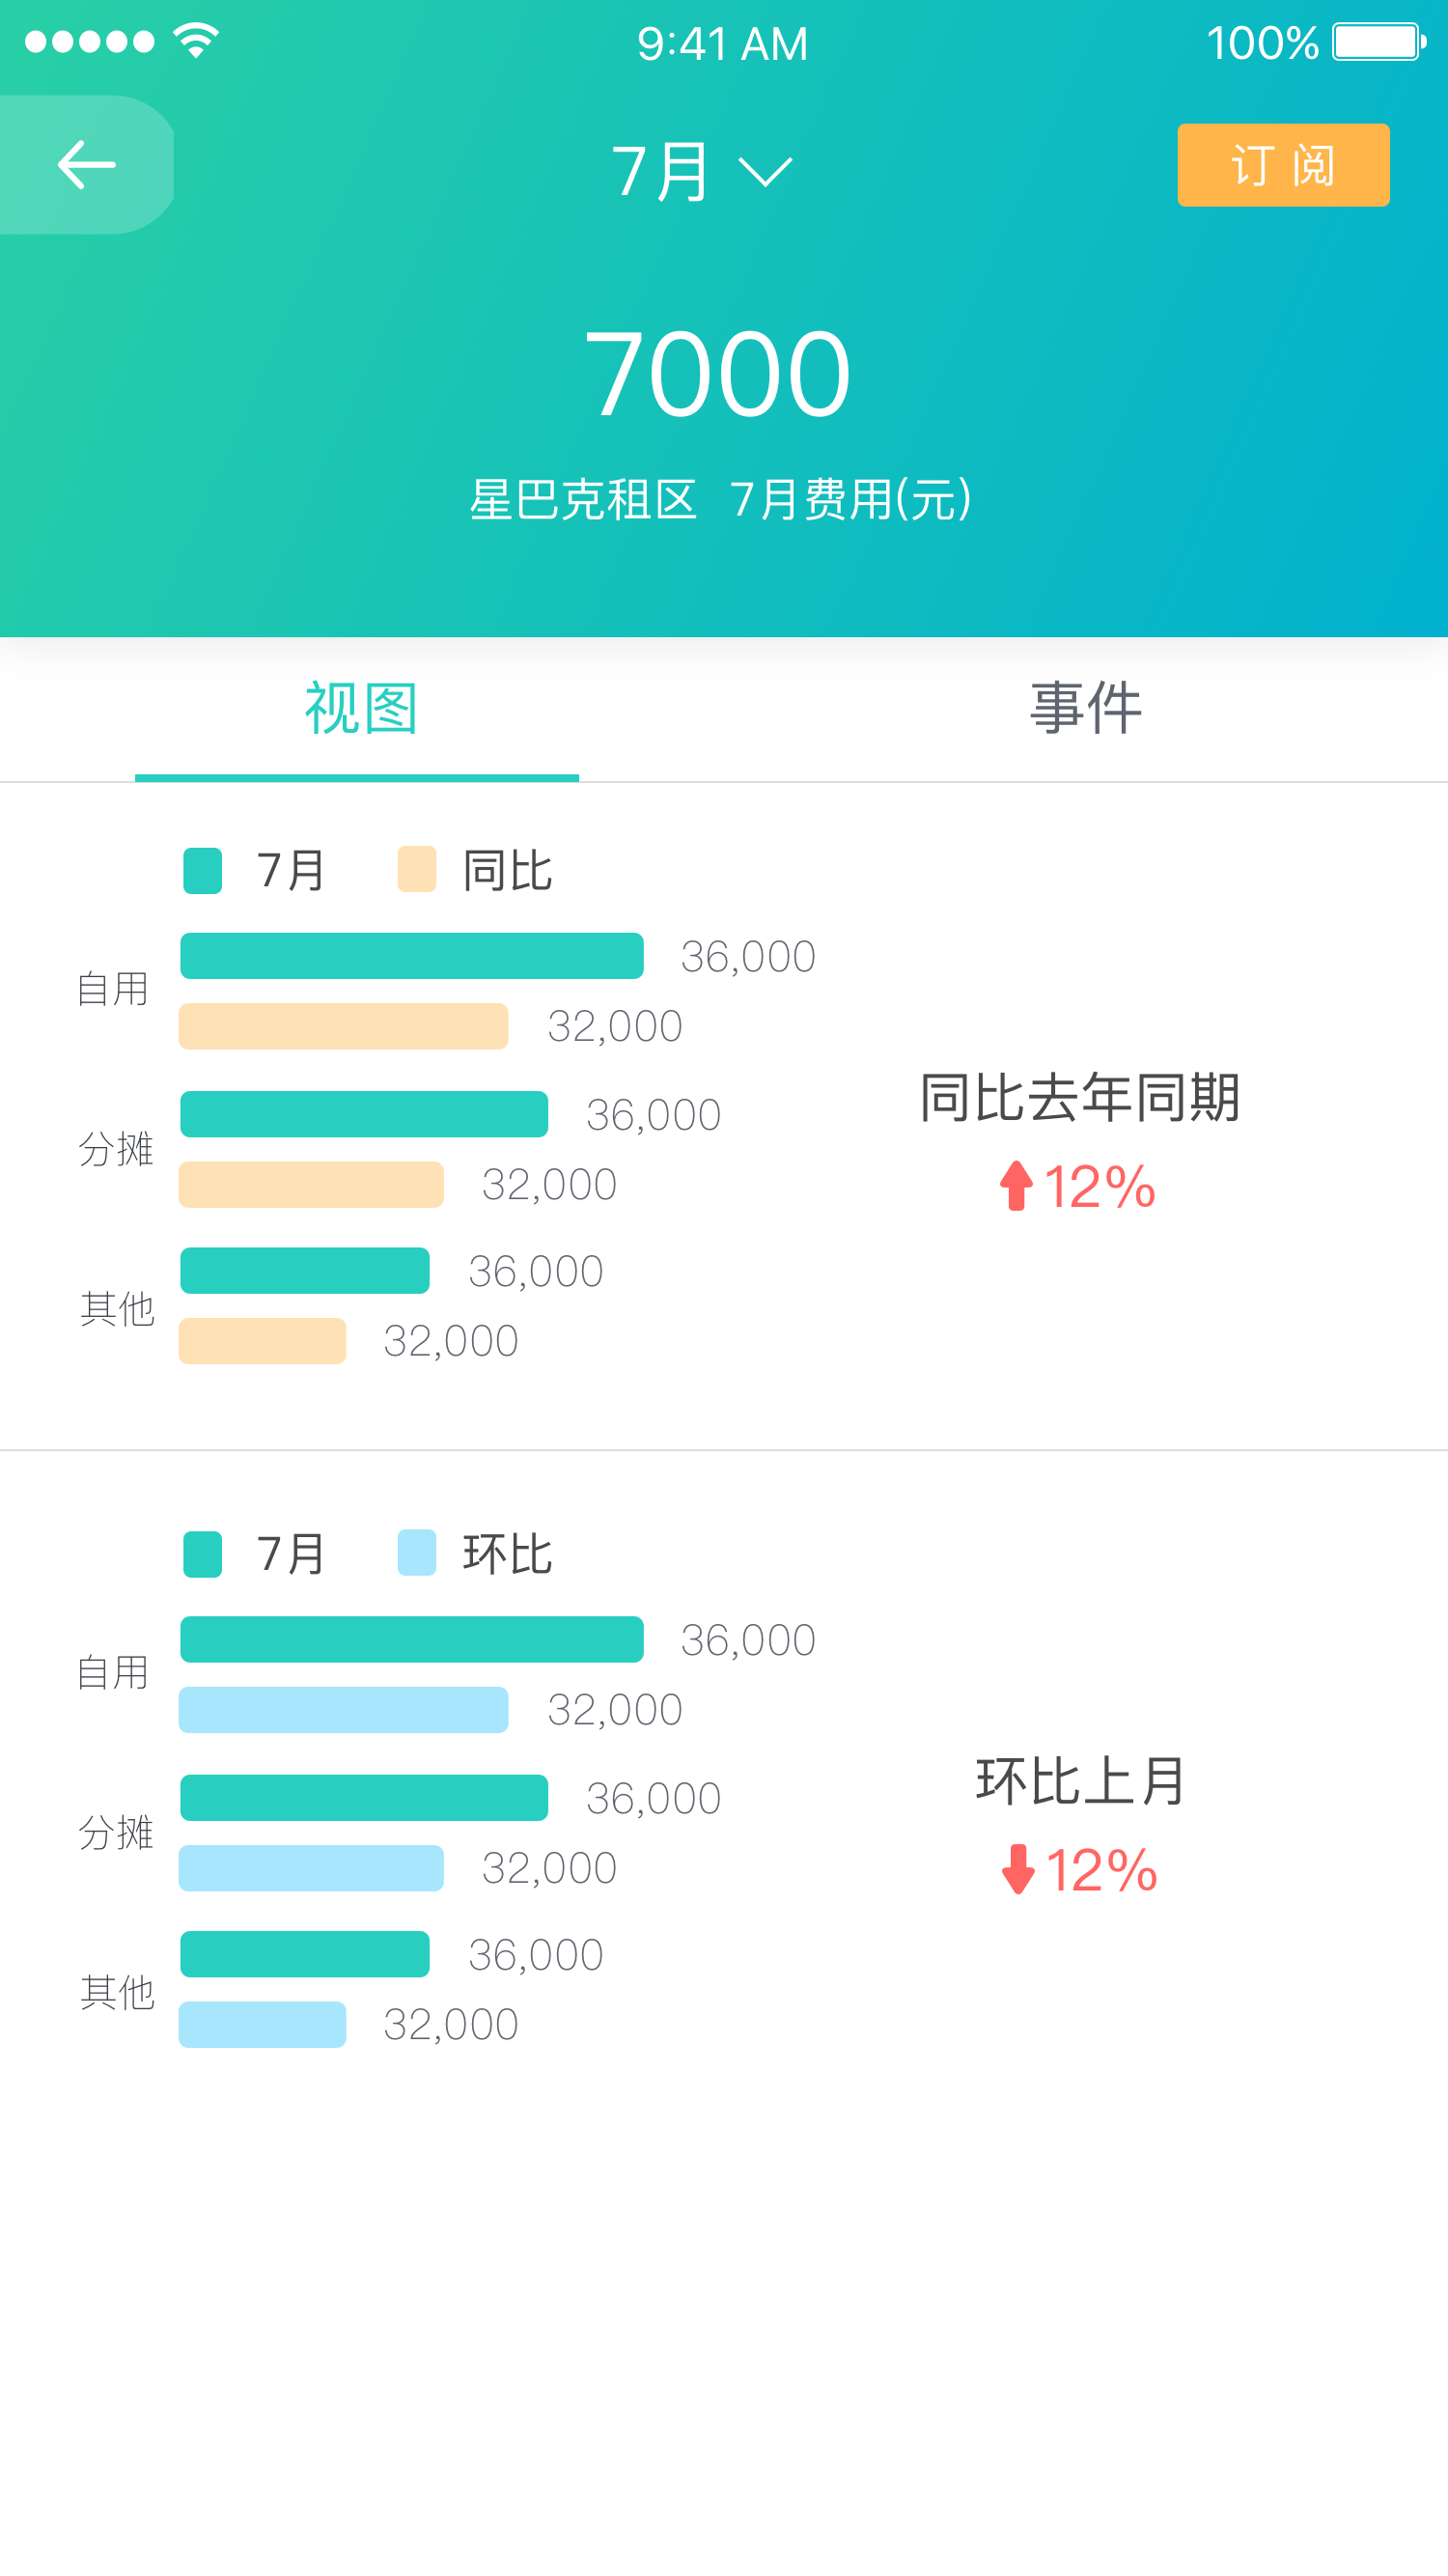 9:41 AM 100%
7月 订 阅
7000
星巴克租区 7月费用(元)
视图 事件
7月 同比
自用
36,000
32,000
分摊
36,000
32,000
其他
36,000
32,000
同比去年同期
12%
7月 环比
自用
36,000
32,000
分摊
36,000
32,000
其他
36,000
32,000
环比上月
12%